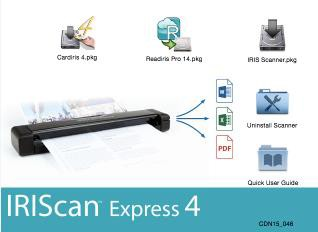 Cardiris 4.pkg
Readiris Pro 14.pkg
IRIS Scanner.pkg
W
X
PDF
Uninstall Scanner
Quick User Guide
IRIScan™ Express 4
CDN15_046